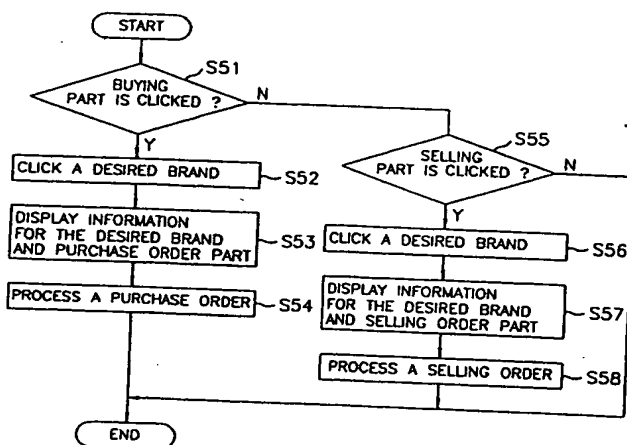 START
S51
BUYING
PART IS CLICKED ?
N
Y
CLICK A DESIRED BRAND
S52
DISPLAY INFORMATION
FOR THE DESIRED BRAND
AND PURCHASE ORDER PART
S53
PROCESS A PURCHASE ORDER
S54
S55
SELLING
PART IS CLICKED ?
N
Y
CLICK A DESIRED BRAND
S56
DISPLAY INFORMATION
FOR THE DESIRED BRAND
AND SELLING ORDER PART
S57
PROCESS A SELLING ORDER
S58
END